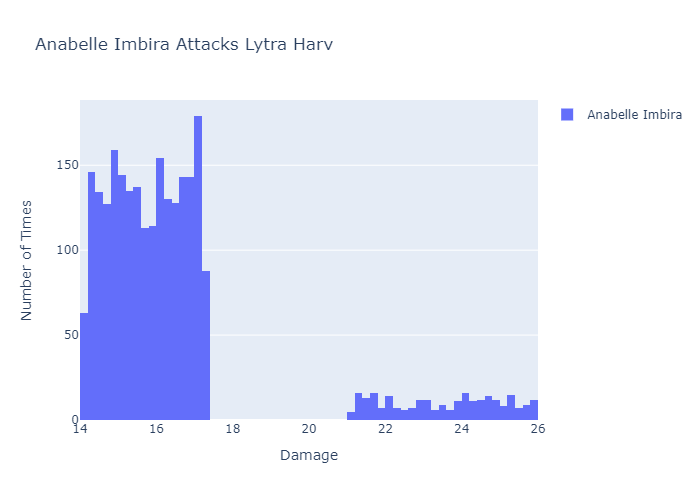 Anabelle Imbira Attacks Lytra Harv
Anabelle Imbira
150
100
50
0
14 16 18 20 22 24 26
Number of Times
Damage